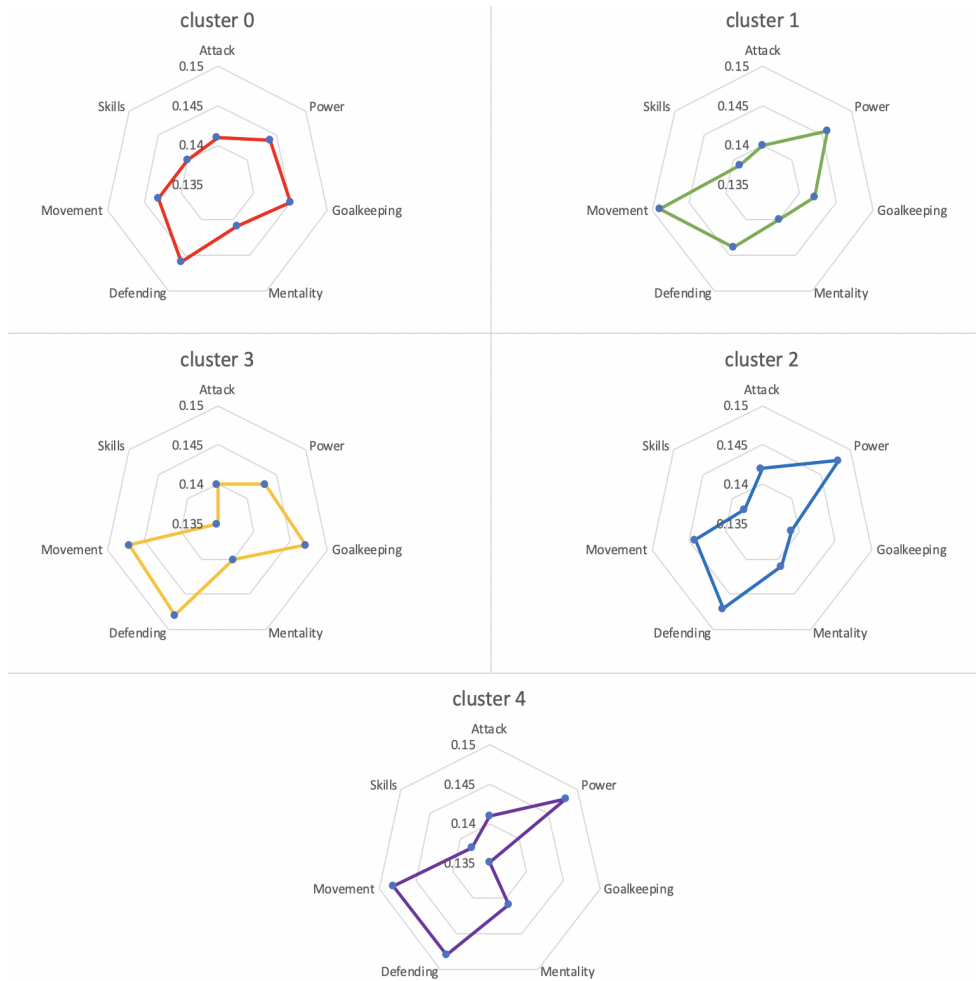 cluster 0
Attack
0.15
Skills
Power
0.145
0.14
0.135
Movement
Goalkeeping
Defending
Mentality
cluster 1
Attack
0.15
Skills
Power
0.145
0.14
0.135
Movement
Goalkeeping
Defending
Mentality
cluster 3
Attack
0.15
Skills
Power
0.145
0.14
0.135
Movement
Goalkeeping
Defending
Mentality
cluster 2
Attack
0.15
Skills
Power
0.145
0.14
0.135
Movement
Goalkeeping
Defending
Mentality
cluster 4
Attack
0.15
Skills
Power
0.145
0.14
0.135
Movement
Goalkeeping
Defending
Mentality